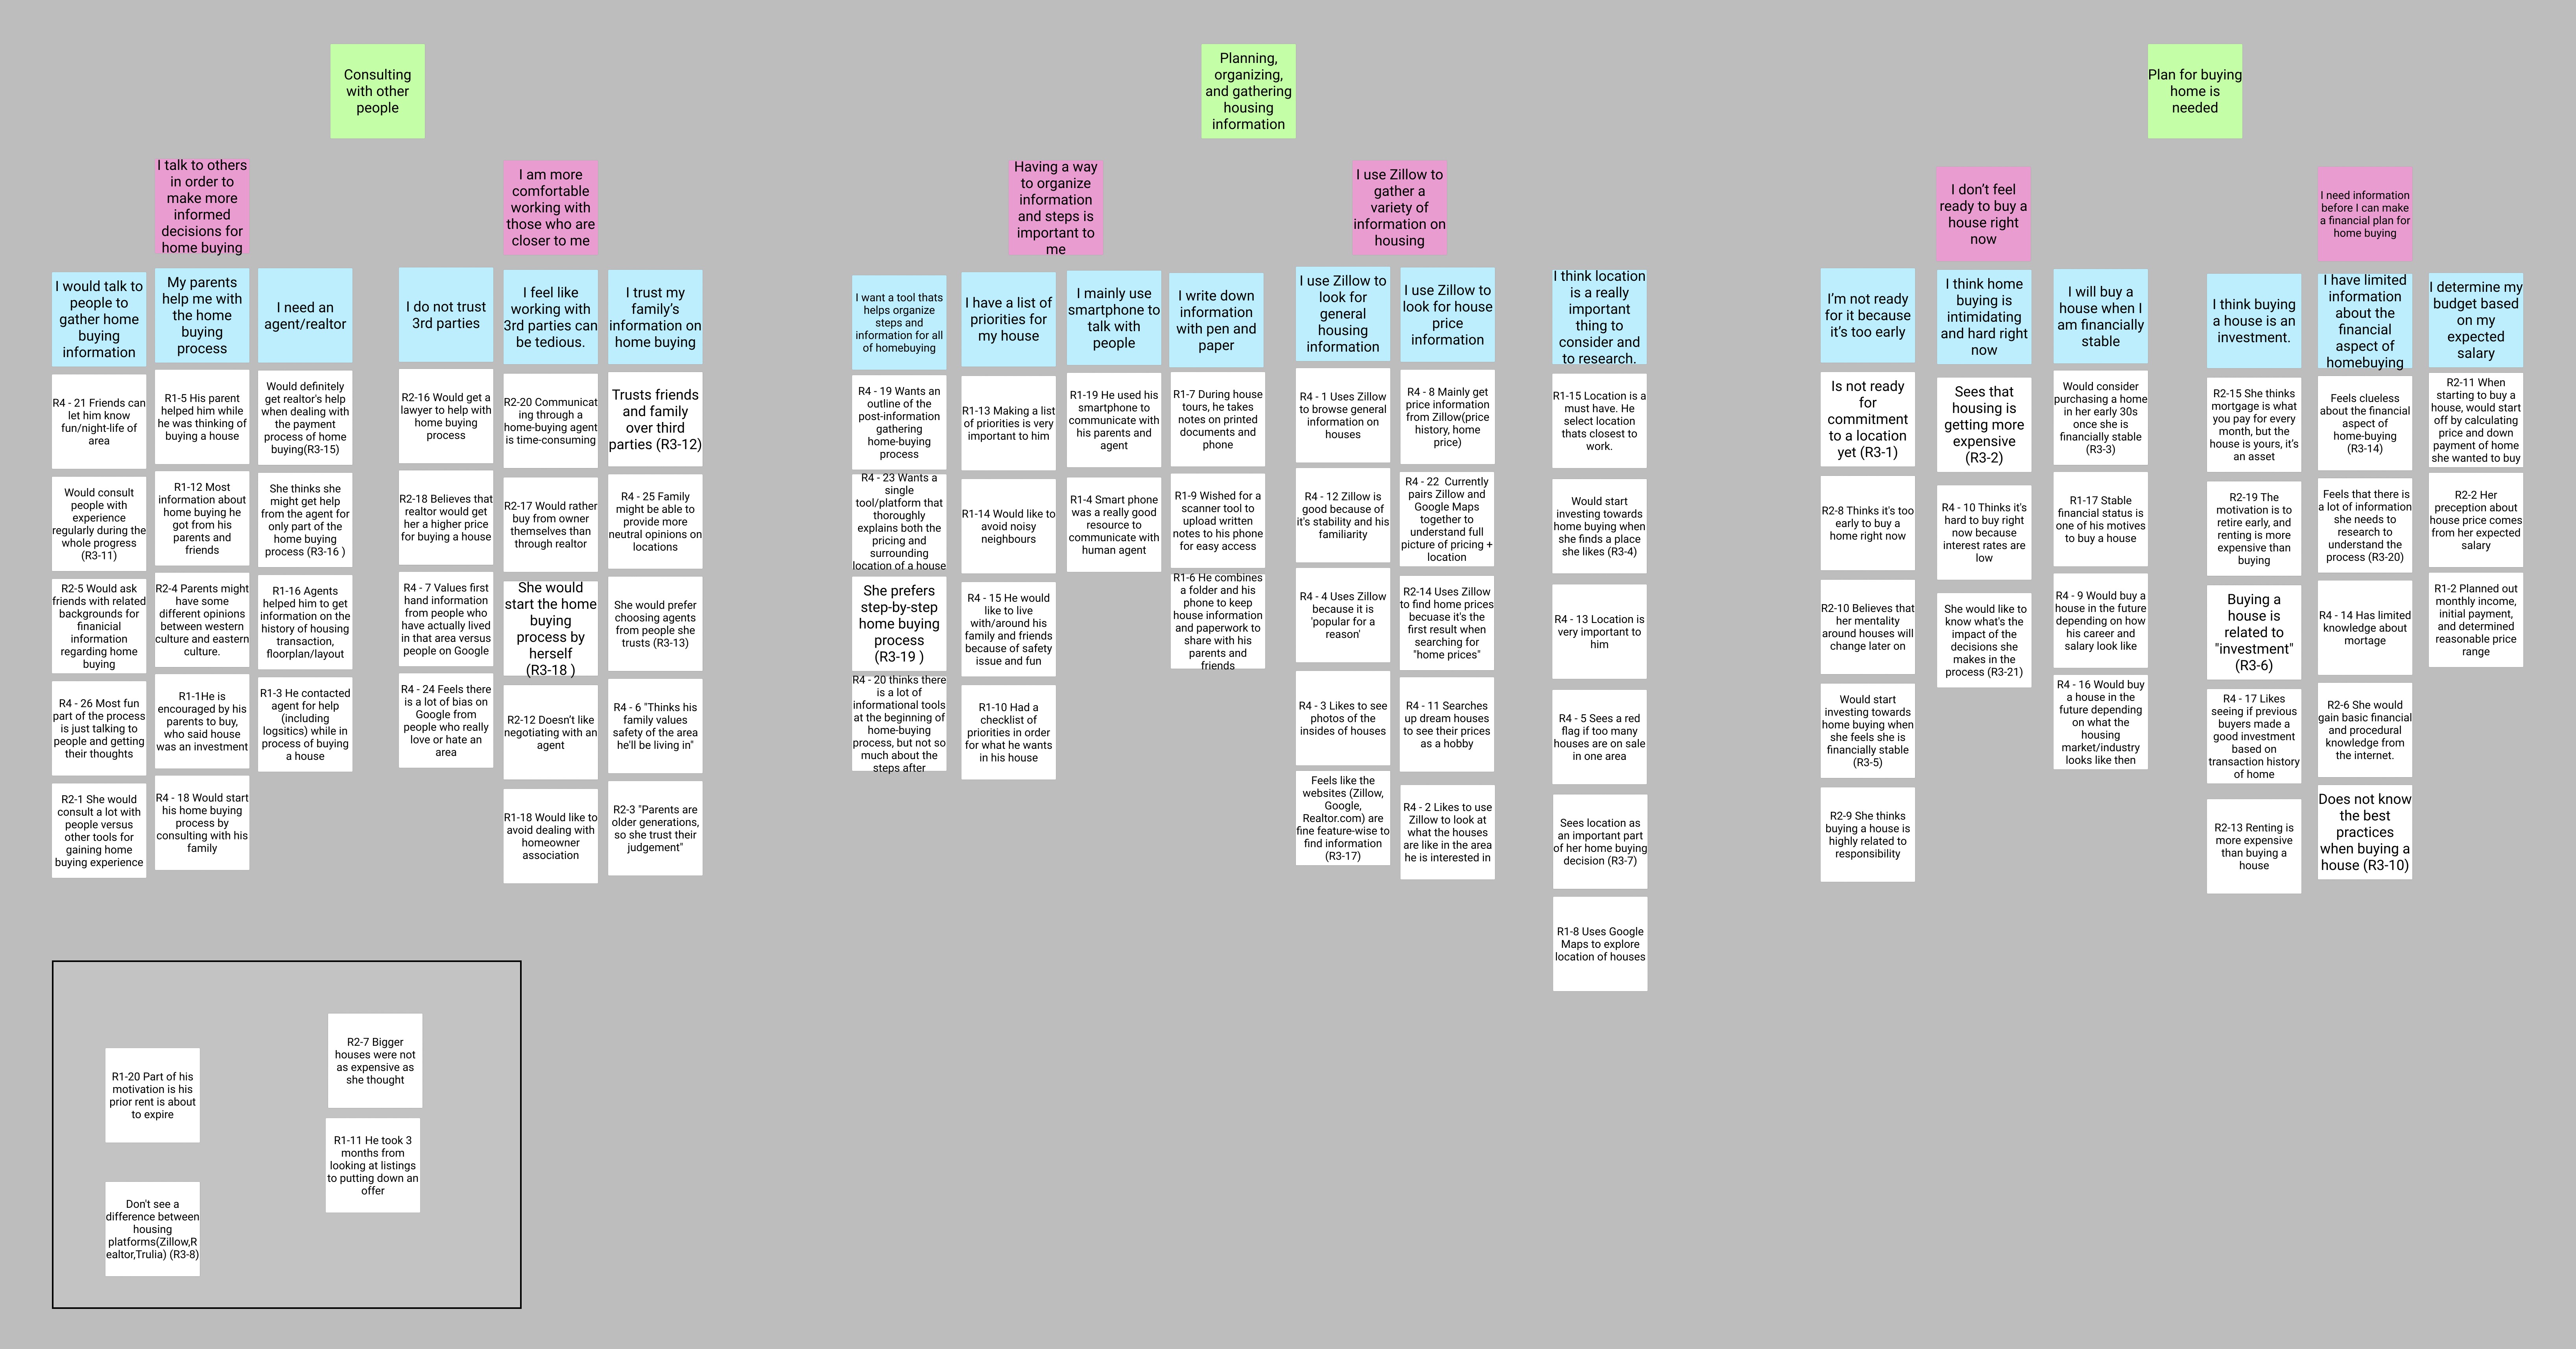 Consulting
with other
people
Planning,
organizing,
and gathering
housing
information
Plan for buying
home is
needed
I talk to others
in order to
make more
informed
decisions for
home buying
I am more
comfortable
working with
those who are
closer to me
Having a way
to organize
information
and steps is
important to
me
I use Zillow to
gather a
variety of
information on
housing
I don't feel
ready to buy a
house right
now
I need information
before I can make
a financial plan for
home buying
I would talk to
people to
gather home
buying
information
R4 - 21 Friends can
let him know
fun/night-life of
area
Would consult
people with
experience
regularly during the
whole progress
(R3-11)
R2-5 Would ask
friends with related
backgrounds for
finanicial
information
regarding home
buying
R4 - 26 Most fun
part of the process
is just talking to
people and getting
their thoughts
R2-1 She would
consult a lot with
people versus
other tools for
gaining home
buying experience
My parents
help me with
the home
buying
process
R1-5 His parent
helped him while
he was thinking of
buying a house
R1-12 Most
information about
home buying he
got from his
parents and
friends
R2-4 Parents might
have some
different opinions
between western
culture and eastern
culture.
R1-1He is
encouraged by his
parents to buy,
who said house
was an investment
R4 - 18 Would start
his home buying
process by
consulting with his
family
I need an
agent/realtor
Would definitely
get realtor's help
when dealing with
the payment
process of home
buying(R3-15)
She thinks she
might get help
from the agent for
only part of the
home buying
process (R3-16 )
R1-16 Agents
helped him to get
information on the
history of housing
transaction,
floorplan/layout
R1-3 He contacted
agent for help
(including
logsitics) while in
process of buying
a house
I do not trust
3rd parties
R2-16 Would get a
lawyer to help with
home buying
process
R2-18 Believes that
realtor would get
her a higher price
for buying a house
R4 - 7 Values first
hand information
from people who
have actually lived
in that area versus
people on Google
R4 - 24 Feels there
is a lot of bias on
Google from
people who really
love or hate an
area
I feel like
working with
3rd parties can
be tedious.
R2-20 Communicat
ing through a
home-buying agent
is time-consuming
R2-17 Would rather
buy from owner
themselves than
through realtor
She would
start the home
buying
process by
herself
(R3-18 )
R2-12 Doesn't like
negotiating with an
agent
R1-18 Would like to
avoid dealing with
homeowner
association
I trust my
family's
information on
home buying
Trusts friends
and family
over third
parties (R3-12)
R4 - 25 Family
might be able to
provide more
neutral opinions on
locations
She would prefer
choosing agents
from people she
trusts (R3-13)
R4 - 6 "Thinks his
family values
safety of the area
he'll be living in"
R2-3 "Parents are
older generations,
so she trust their
judgement"
I want a tool thats
helps organize
steps and
information for all
of homebuying
R4 - 19 Wants an
outline of the
post-information
gathering
home-buying
process
R4 - 23 Wants a
single
tool/platform that
thoroughly
explains both the
pricing and
surrounding
location of a house
She prefers
step-by-step
home buying
process
(R3-19 )
R4 - 20 thinks there
is a lot of
informational tools
at the beginning of
home-buying
process, but not so
much about the
steps after
I have a list of
priorities for
my house
R1-13 Making a list
of priorities is very
important to him
R1-14 Would like to
avoid noisy
neighbours
R4 - 15 He would
like to live
with/around his
family and friends
because of safety
issue and fun
R1-10 Had a
checklist of
priorities in order
for what he wants
in his house
I mainly use
smartphone to
talk with
people
R1-19 He used his
smartphone to
communicate with
his parents and
agent
R1-4 Smart phone
was a really good
resource to
communicate with
human agent
I write down
information
with pen and
paper
R1-7 During house
tours, he takes
notes on printed
documents and
phone
R1-9 Wished for a
scanner tool to
upload written
notes to his phone
for easy access
R1-6 He combines
a folder and his
phone to keep
house information
and paperwork to
share with his
parents and
friends
I use Zillow to
look for
general
housing
information
R4 - 1 Uses Zillow
to browse general
information on
houses
R4 - 12 Zillow is
good because of
it's stability and his
familiarity
R4 - 4 Uses Zillow
because it is
'popular for a
reason'
R4 - 3 Likes to see
photos of the
insides of houses
Feels like the
websites (Zillow,
Google,
Realtor.com) are
fine feature-wise to
find information
(R3-17)
I use Zillow to
look for house
price
information
R4 - 8 Mainly get
price information
from Zillow(price
history, home
price)
R4 - 22  Currently
pairs Zillow and
Google Maps
together to
understand full
picture of pricing +
location
R2-14 Uses Zillow
to find home prices
becuase it's the
first result when
searching for
"home prices"
R4 - 11 Searches
up dream houses
to see their prices
as a hobby
R4 - 2 Likes to use
Zillow to look at
what the houses
are like in the area
he is interested in
I think location
is a really
important
thing to
consider and
to research.
R1-15 Location is a
must have. He
select location
thats closest to
work.
Would start
investing towards
home buying when
she finds a place
she likes (R3-4)
R4 - 13 Location is
very important to
him
R4 - 5 Sees a red
flag if too many
houses are on sale
in one area
Sees location as
an important part
of her home buying
decision (R3-7)
R1-8 Uses Google
Maps to explore
location of houses
I'm not ready
for it because
it's too early
Is not ready
for
commitment
to a location
yet (R3-1)
R2-8 Thinks it's too
early to buy a
home right now
R2-10 Believes that
her mentality
around houses will
change later on
Would start
investing towards
home buying when
she feels she is
financially stable
(R3-5)
R2-9 She thinks
buying a house is
highly related to
responsibility
I think home
buying is
intimidating
and hard right
now
Sees that
housing is
getting more
expensive
(R3-2)
R4 - 10 Thinks it's
hard to buy right
now because
interest rates are
low
She would like to
know what's the
impact of the
decisions she
makes in the
process (R3-21)
I will buy a
house when I
am financially
stable
Would consider
purchasing a home
in her early 30s
once she is
financially stable
(R3-3)
R1-17 Stable
financial status is
one of his motives
to buy a house
R4 - 9 Would buy a
house in the future
depending on how
his career and
salary look like
R4 - 16 Would buy
a house in the
future depending
on what the
housing
market/industry
looks like then
I think buying
a house is an
investment.
R2-15 She thinks
mortgage is what
you pay for every
month, but the
house is yours, it's
an asset
R2-19 The
motivation is to
retire early, and
renting is more
expensive than
buying
Buying a
house is
related to
"investment"
(R3-6)
R4 - 17 Likes
seeing if previous
buyers made a
good investment
based on
transaction history
of home
R2-13 Renting is
more expensive
than buying a
house
I have limited
information
about the
financial
aspect of
homebuying
Feels clueless
about the financial
aspect of
home-buying
(R3-14)
Feels that there is
a lot of information
she needs to
research to
understand the
process (R3-20)
R4 - 14 Has limited
knowledge about
mortage
R2-6 She would
gain basic financial
and procedural
knowledge from
the internet.
Does not know
the best
practices
when buying a
house (R3-10)
I determine my
budget based
on my
expected
salary
R2-11 When
starting to buy a
house, would start
off by calculating
price and down
payment of home
she wanted to buy
R2-2 Her
preception about
house price comes
from her expected
salary
R1-2 Planned out
monthly income,
initial payment,
and determined
reasonable price
range
R1-20 Part of his
motivation is his
prior rent is about
to expire
Don't see a
difference between
housing
platforms(Zillow,R
ealtor,Trulia) (R3-8)
R2-7 Bigger
houses were not
as expensive as
she thought
R1-11 He took 3
months from
looking at listings
to putting down an
offer